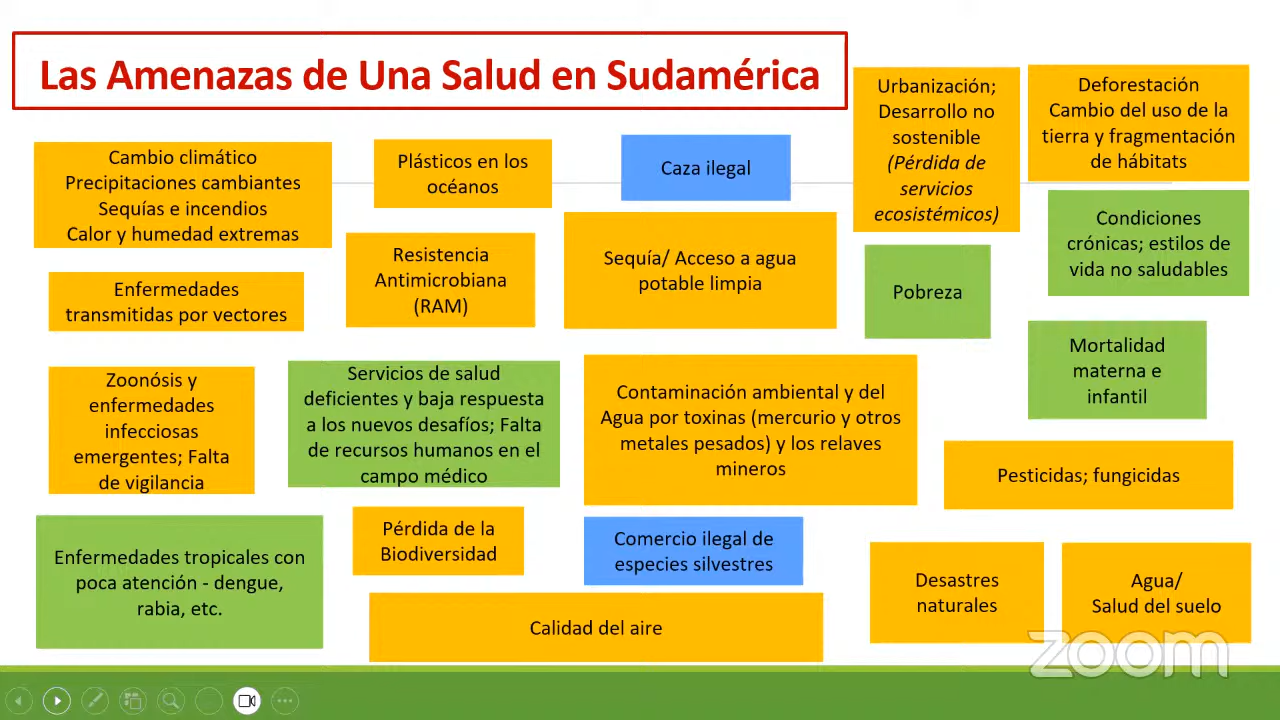 Las Amenazas de Una Salud en Sudamérica
Cambio climático
Precipitaciones cambiantes
Sequías e incendios
Calor y humedad extremas
Plásticos en los
océanos
Caza ilegal
Urbanización;
Desarrollo no
sostenible
(Pérdida de
servicios
ecosistémicos)
Deforestación
Cambio del uso de la
tierra y fragmentación
de hábitats
Enfermedades
transmitidas por vectores
Resistencia
Antimicrobiana
(RAM)
Sequía/ Acceso a agua
potable limpia
Pobreza
Condiciones
crónicas; estilos de
vida no saludables
Mortalidad
materna e
infantil
Zoonósis y
enfermedades
infecciosas
emergentes; Falta
de vigilancia
Servicios de salud
deficientes y baja respuesta
a los nuevos desafíos; Falta
de recursos humanos en el
campo médico
Contaminación ambiental y del
Agua por toxinas (mercurio y otros
metales pesados) y los relaves
mineros
Pesticidas; fungicidas
Enfermedades tropicales con
poca atención - dengue,
rabia, etc.
Pérdida de la
Biodiversidad
Comercio ilegal de
especies silvestres
Calidad del aire
Desastres
naturales
Agua/
Salud del suelo
zoom